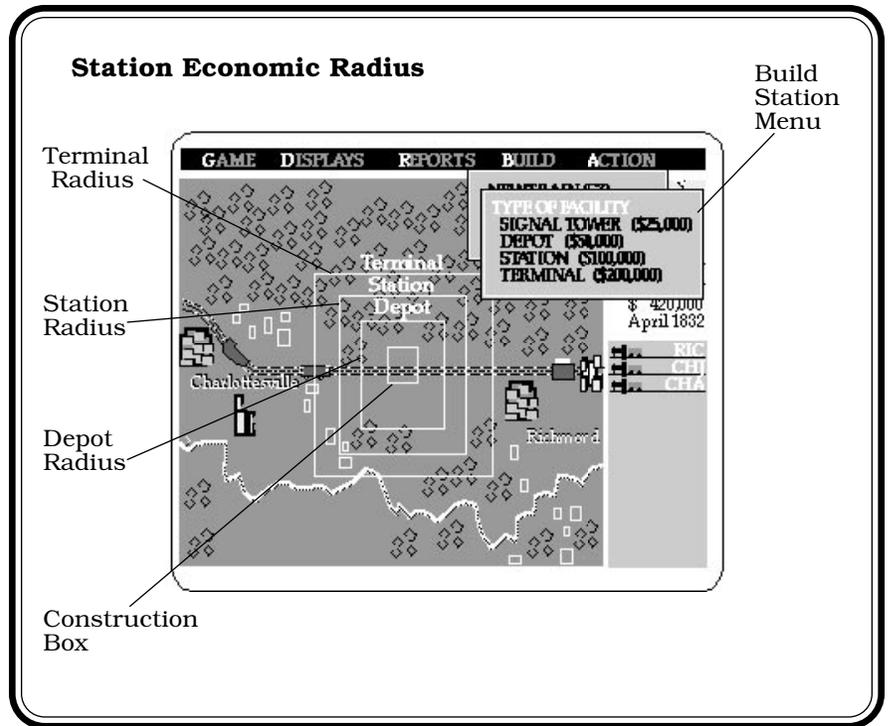 Station Economic Radius
Build
Station
Menu
Terminal
Radius
GAME DISPLAYS REPORTS BUILD ACTION
TYPE OF FACILITY
SIGNAL TOWER ($25,000)
DEPOT ($50,000)
STATION ($100,000)
TERMINAL ($200,000)
Terminal
Station
Depot
Station
Radius
$ 420,000
April 1832
RIC
CHI
CHA
Charlottesville
Richmond
Depot
Radius
Construction
Box